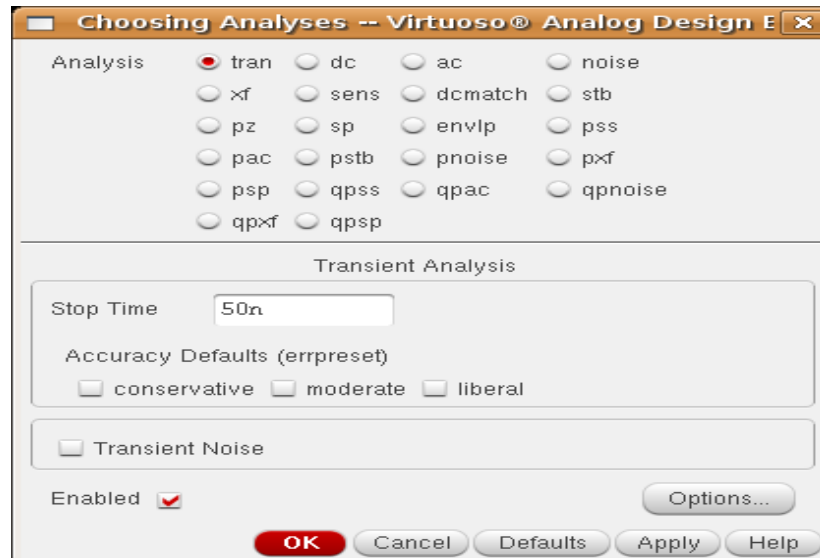 Choosing Analyses -- Virtuoso® Analog Design E
Analysis tran dc ac noise
xf sens dcmatch stb
pz sp envlp pss
pac pstb pnoise pxf
psp qpss qpac qpnoise
qpxf qpsp
Transient Analysis
Stop Time 50n
Accuracy Defaults (errpreset)
conservative moderate liberal
Transient Noise
Enabled Options...
OK Cancel Defaults Apply Help